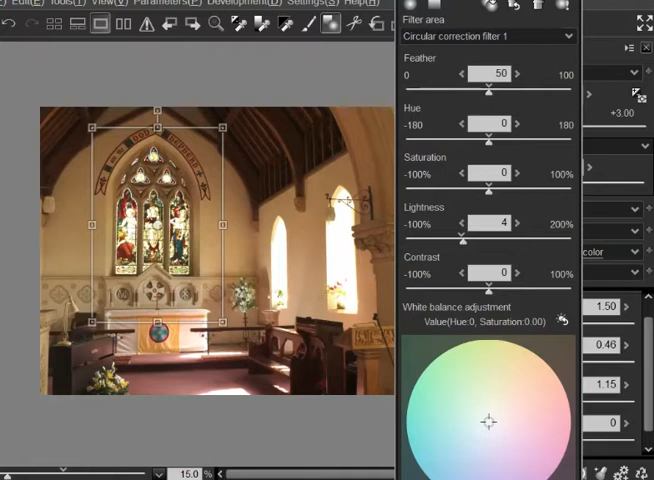 Edit(E) Tools(T) View(V) Parameters(P) Development(D) Settings(S) Help(H)
Filter area
Circular correction filter 1
Feather
0 50 100
Hue
-180 0 180
Saturation
-100% 0 100%
Lightness
-100% 4 200%
Contrast
-100% 0 100%
White balance adjustment
Value(Hue:0, Saturation:0.00)
+3.00
color
1.50
0.46
1.15
0
15.0 %